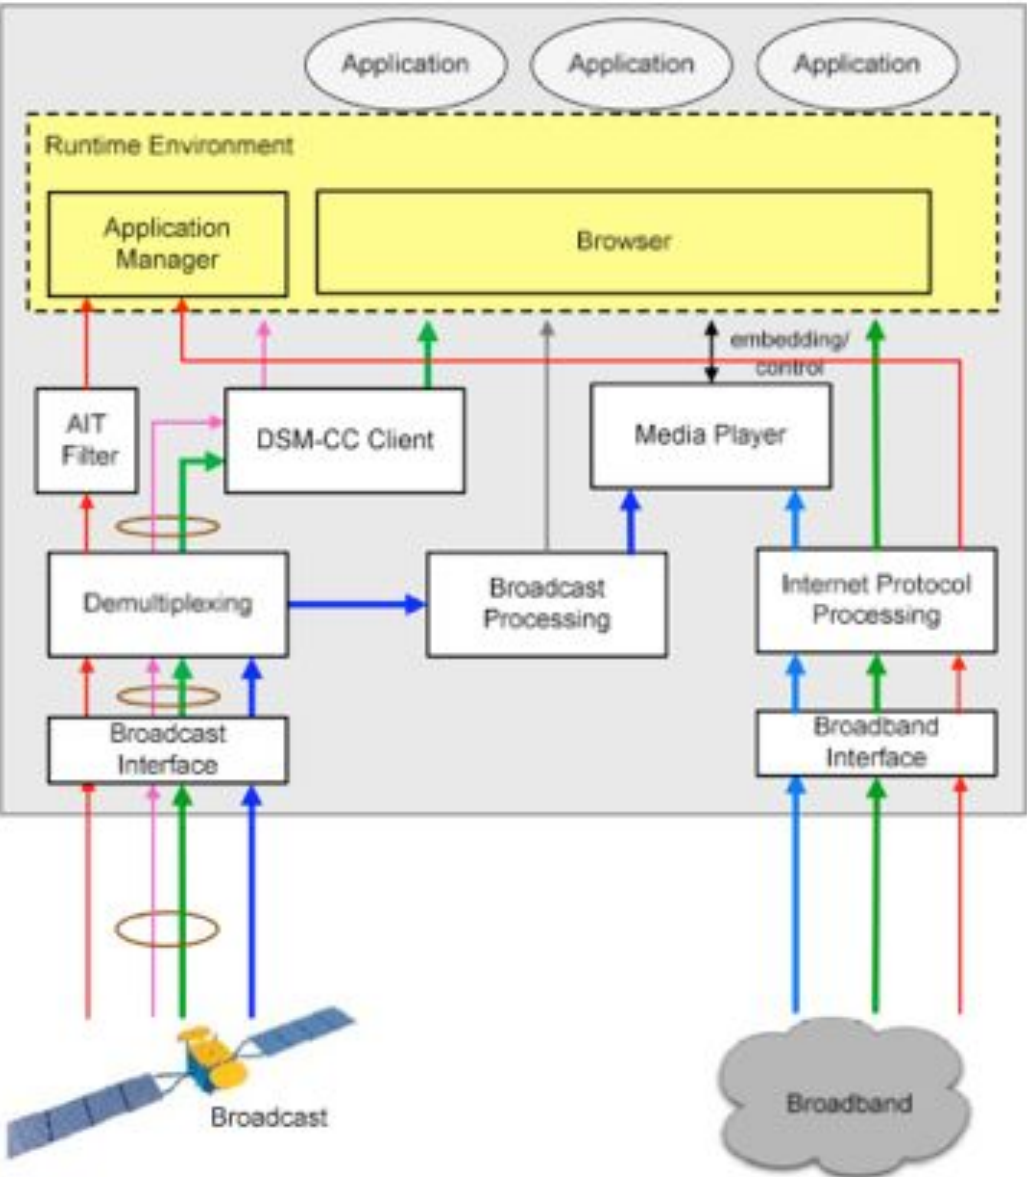 Application
Application
Application
Runtime Environment
Application
Manager
Browser
embedding/
control
AIT
Filter
DSM-CC Client
Media Player
Demultiplexing
Broadcast
Processing
Internet Protocol
Processing
Broadcast
Interface
Broadband
Interface
Broadcast
Broadband